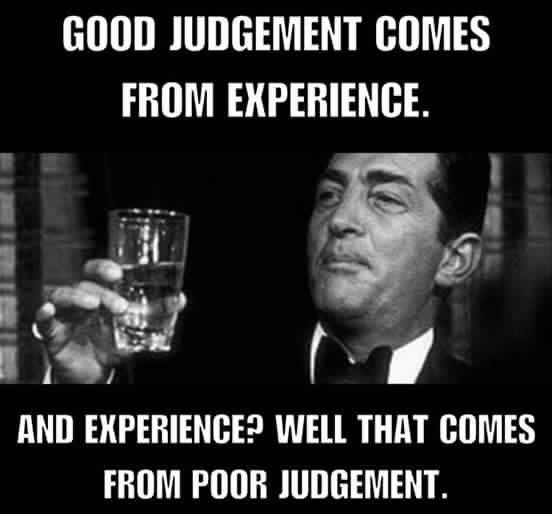 GOOD JUDGEMENT COMES
FROM EXPERIENCE.
AND EXPERIENCE? WELL THAT COMES
FROM POOR JUDGEMENT.